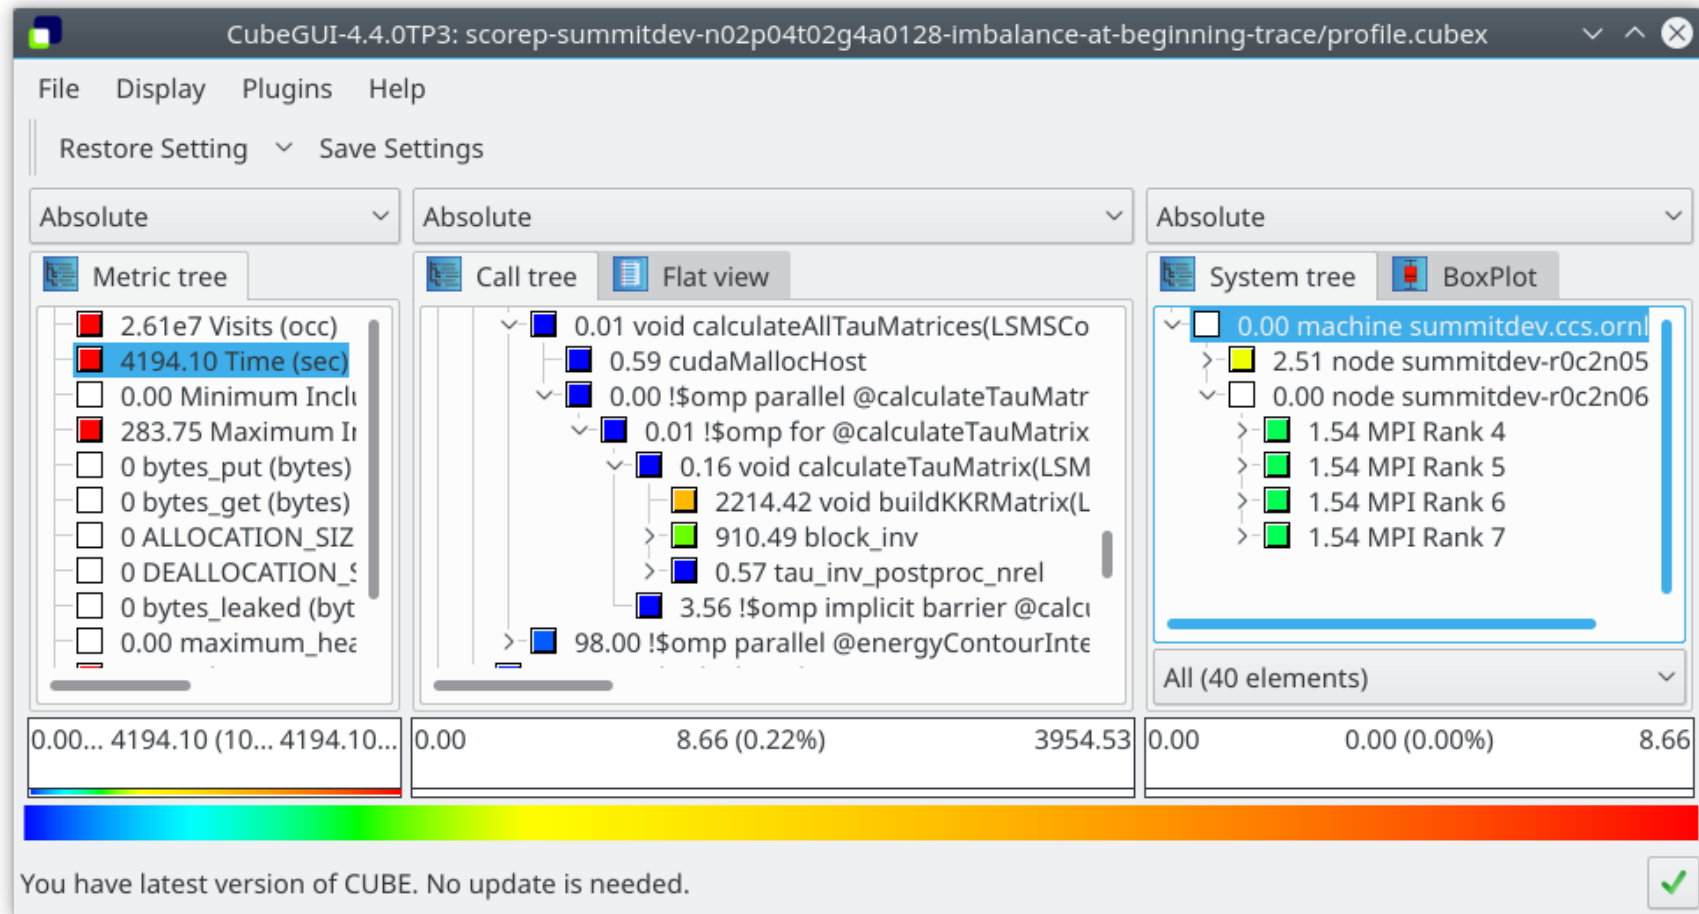 CubeGUI-4.4.0TP3: scorep-summitdev-n02p04t02g4a0128-imbalance-at-beginning-trace/profile.cubex
File Display Plugins Help
Restore Setting Save Settings
Absolute
Metric tree
2.61e7 Visits (occ)
4194.10 Time (sec)
0.00 Minimum Inclu
283.75 Maximum In
0 bytes_put (bytes)
0 bytes_get (bytes)
0 ALLOCATION_SIZ
0 DEALLOCATION_S
0 bytes_leaked (byt
0.00 maximum_hea
0.00... 4194.10 (10... 4194.10...
Absolute
Call tree Flat view
0.01 void calculateAllTauMatrices(LSMSCo
0.59 cudaMallocHost
0.00 !$omp parallel @calculateTauMatr
0.01 !$omp for @calculateTauMatrix
0.16 void calculateTauMatrix(LSM
2214.42 void buildKKRMatrix(L
910.49 block_inv
0.57 tau_inv_postproc_nrel
3.56 !$omp implicit barrier @calcu
98.00 !$omp parallel @energyContourInte
0.00 8.66 (0.22%) 3954.53
Absolute
System tree BoxPlot
0.00 machine summitdev.ccs.ornl
2.51 node summitdev-r0c2n05
0.00 node summitdev-r0c2n06
1.54 MPI Rank 4
1.54 MPI Rank 5
1.54 MPI Rank 6
1.54 MPI Rank 7
All (40 elements)
0.00 0.00 (0.00%) 8.66
You have latest version of CUBE. No update is needed.